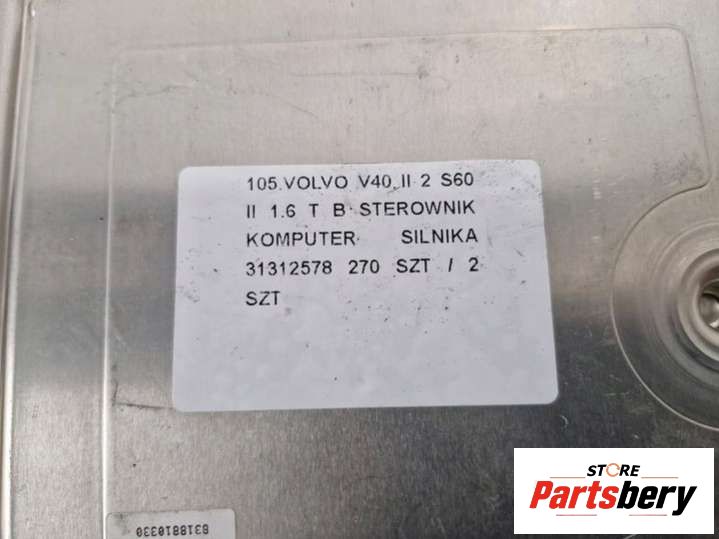 105.VOLVO V40 II 2 S60
II 1.6 T B STEROWNIK
KOMPUTER SILNIKA
31312578 270 SZT / 2
SZT
STORE
Partsbery
83188810330